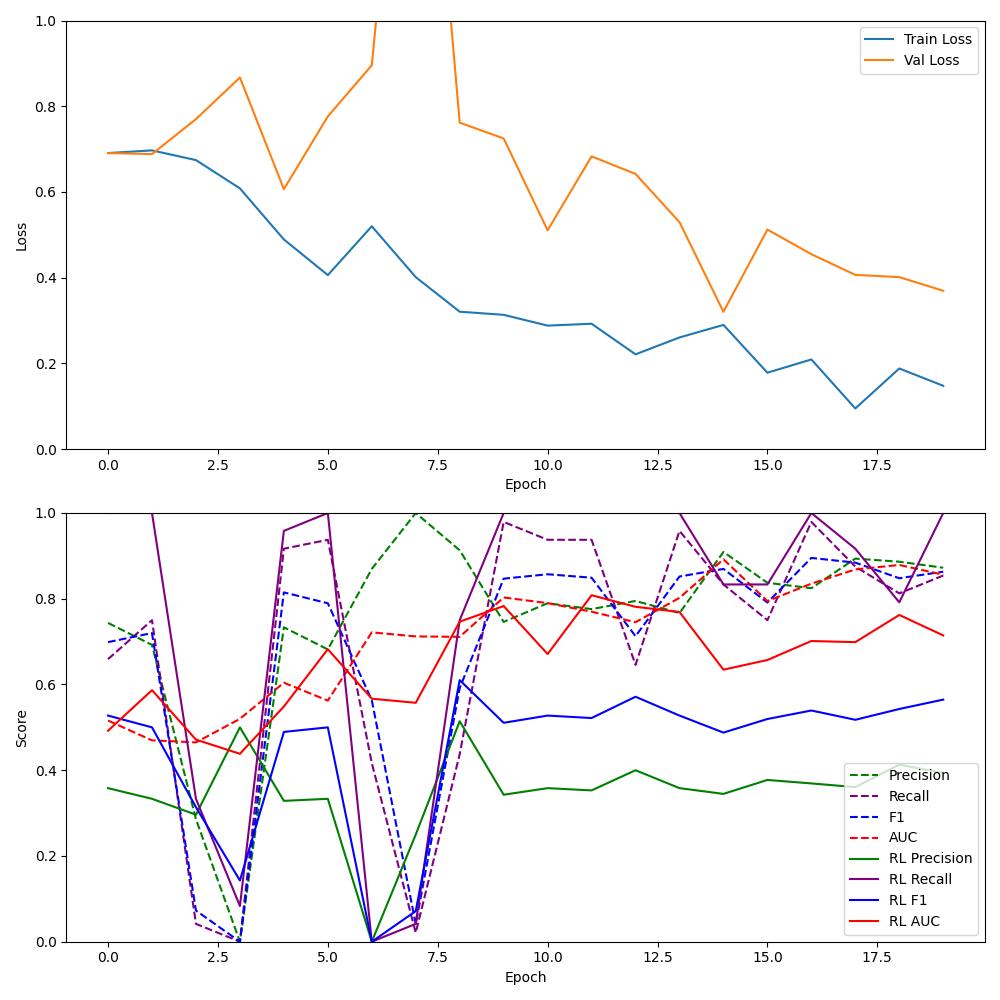 1.0
0.8
0.6
0.4
0.2
0.0
Loss
Train Loss
Val Loss
0.0 2.5 5.0 7.5 10.0 12.5 15.0 17.5
Epoch
1.0
0.8
0.6
0.4
0.2
0.0
Score
Precision
Recall
F1
AUC
RL Precision
RL Recall
RL F1
RL AUC
0.0 2.5 5.0 7.5 10.0 12.5 15.0 17.5
Epoch